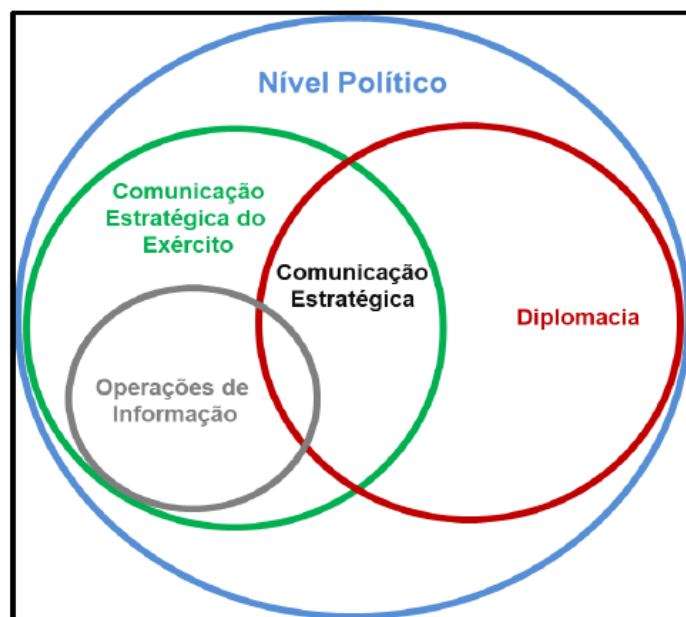 Nível Político
Comunicação
Estratégica do
Exército
Comunicação
Estratégica
Diplomacia
Operações de
Informação